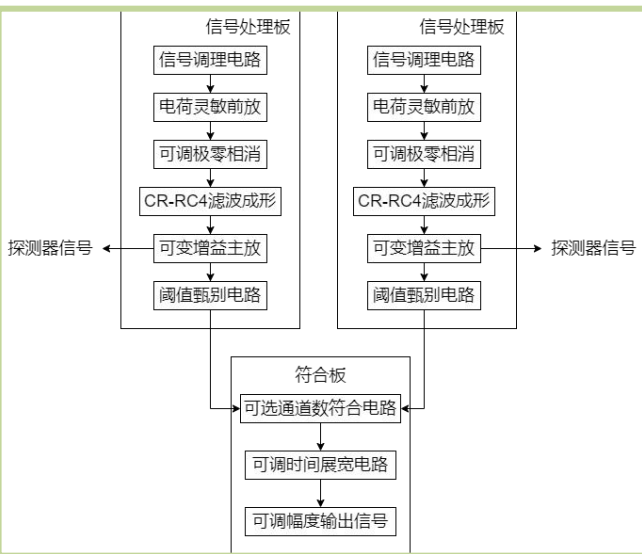 信号处理板
信号调理电路
电荷灵敏前放
可调极零相消
CR-RC4滤波成形
探测器信号
可变增益主放
阈值甄别电路
信号处理板
信号调理电路
电荷灵敏前放
可调极零相消
CR-RC4滤波成形
可变增益主放
探测器信号
阈值甄别电路
符合板
可选通道数符合电路
可调时间展宽电路
可调幅度输出信号